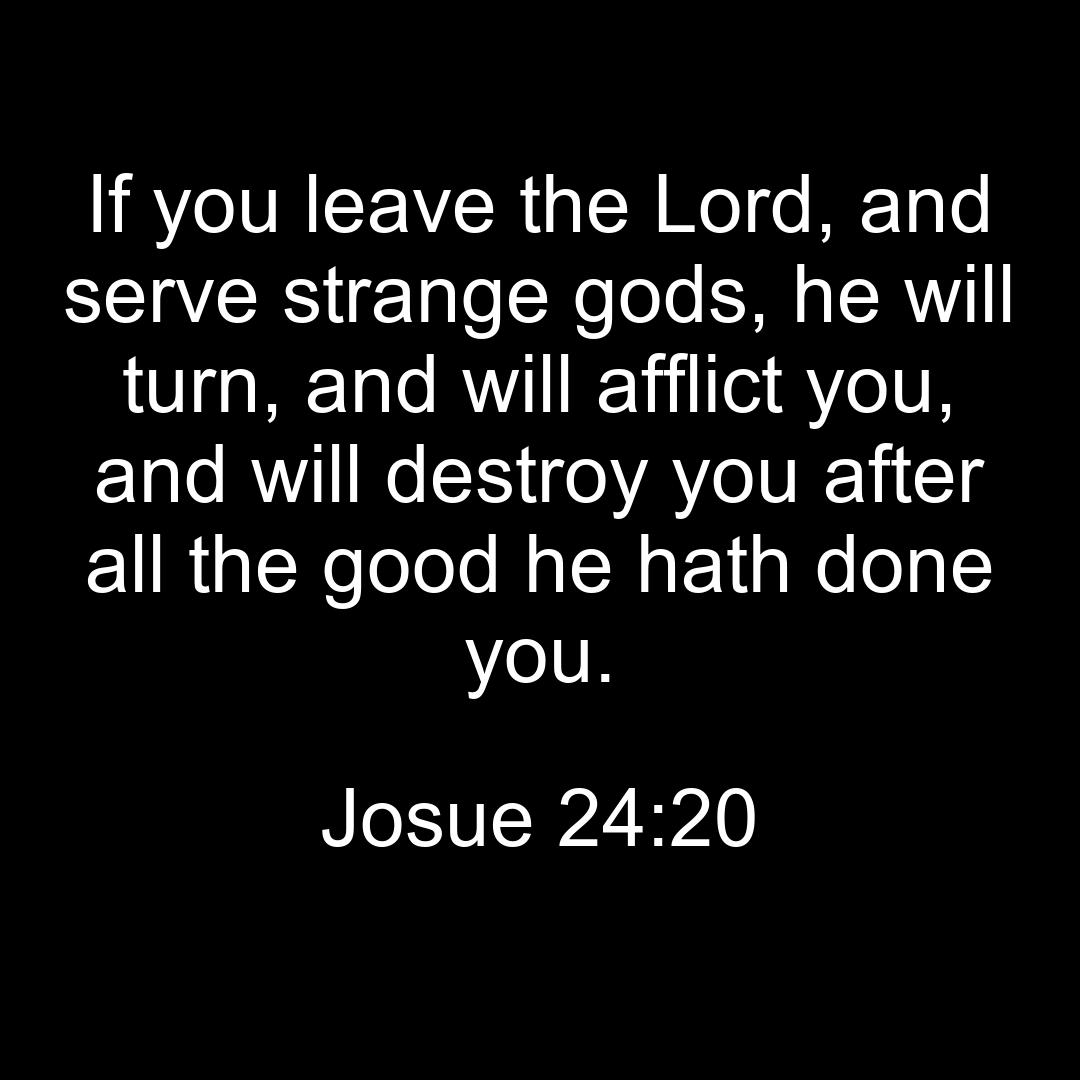 If you leave the Lord, and
serve strange gods, he will
turn, and will afflict you,
and will destroy you after
all the good he hath done
you.
Josue 24:20